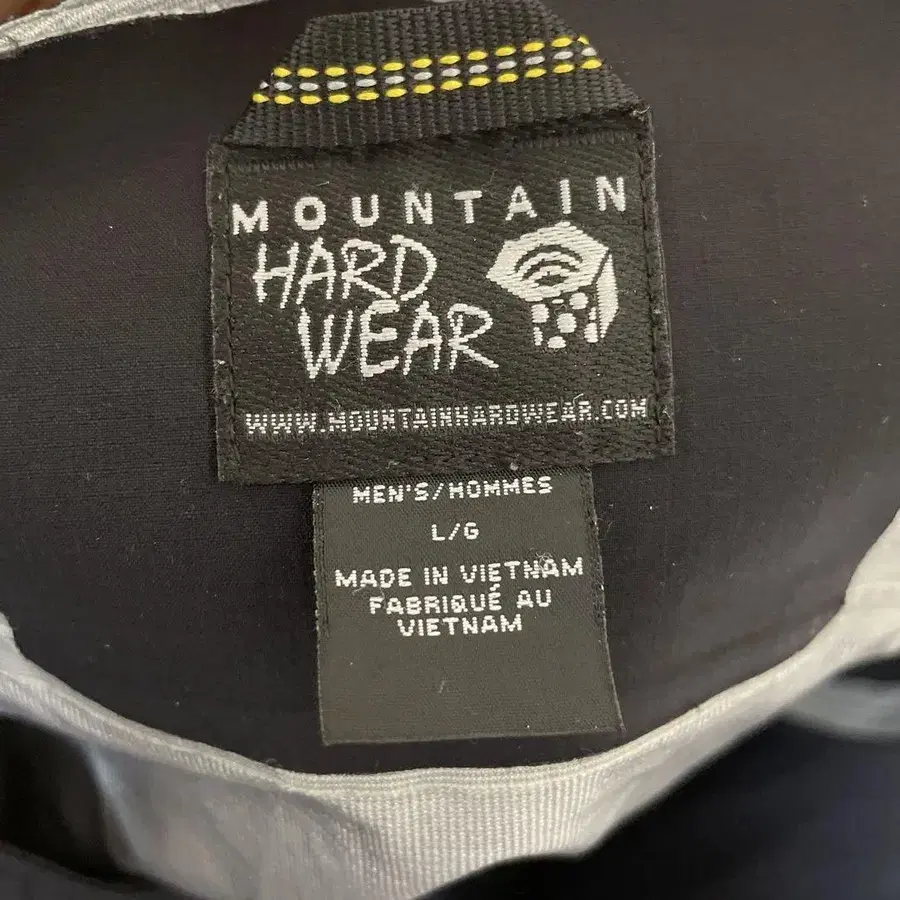 MOUNTAIN
HARD
WEAR
WWW.MOUNTAINHARDWEAR.COM
MEN'S/HOMMES
L/G
MADE IN VIETNAM
FABRIQUÉ AU
VIETNAM